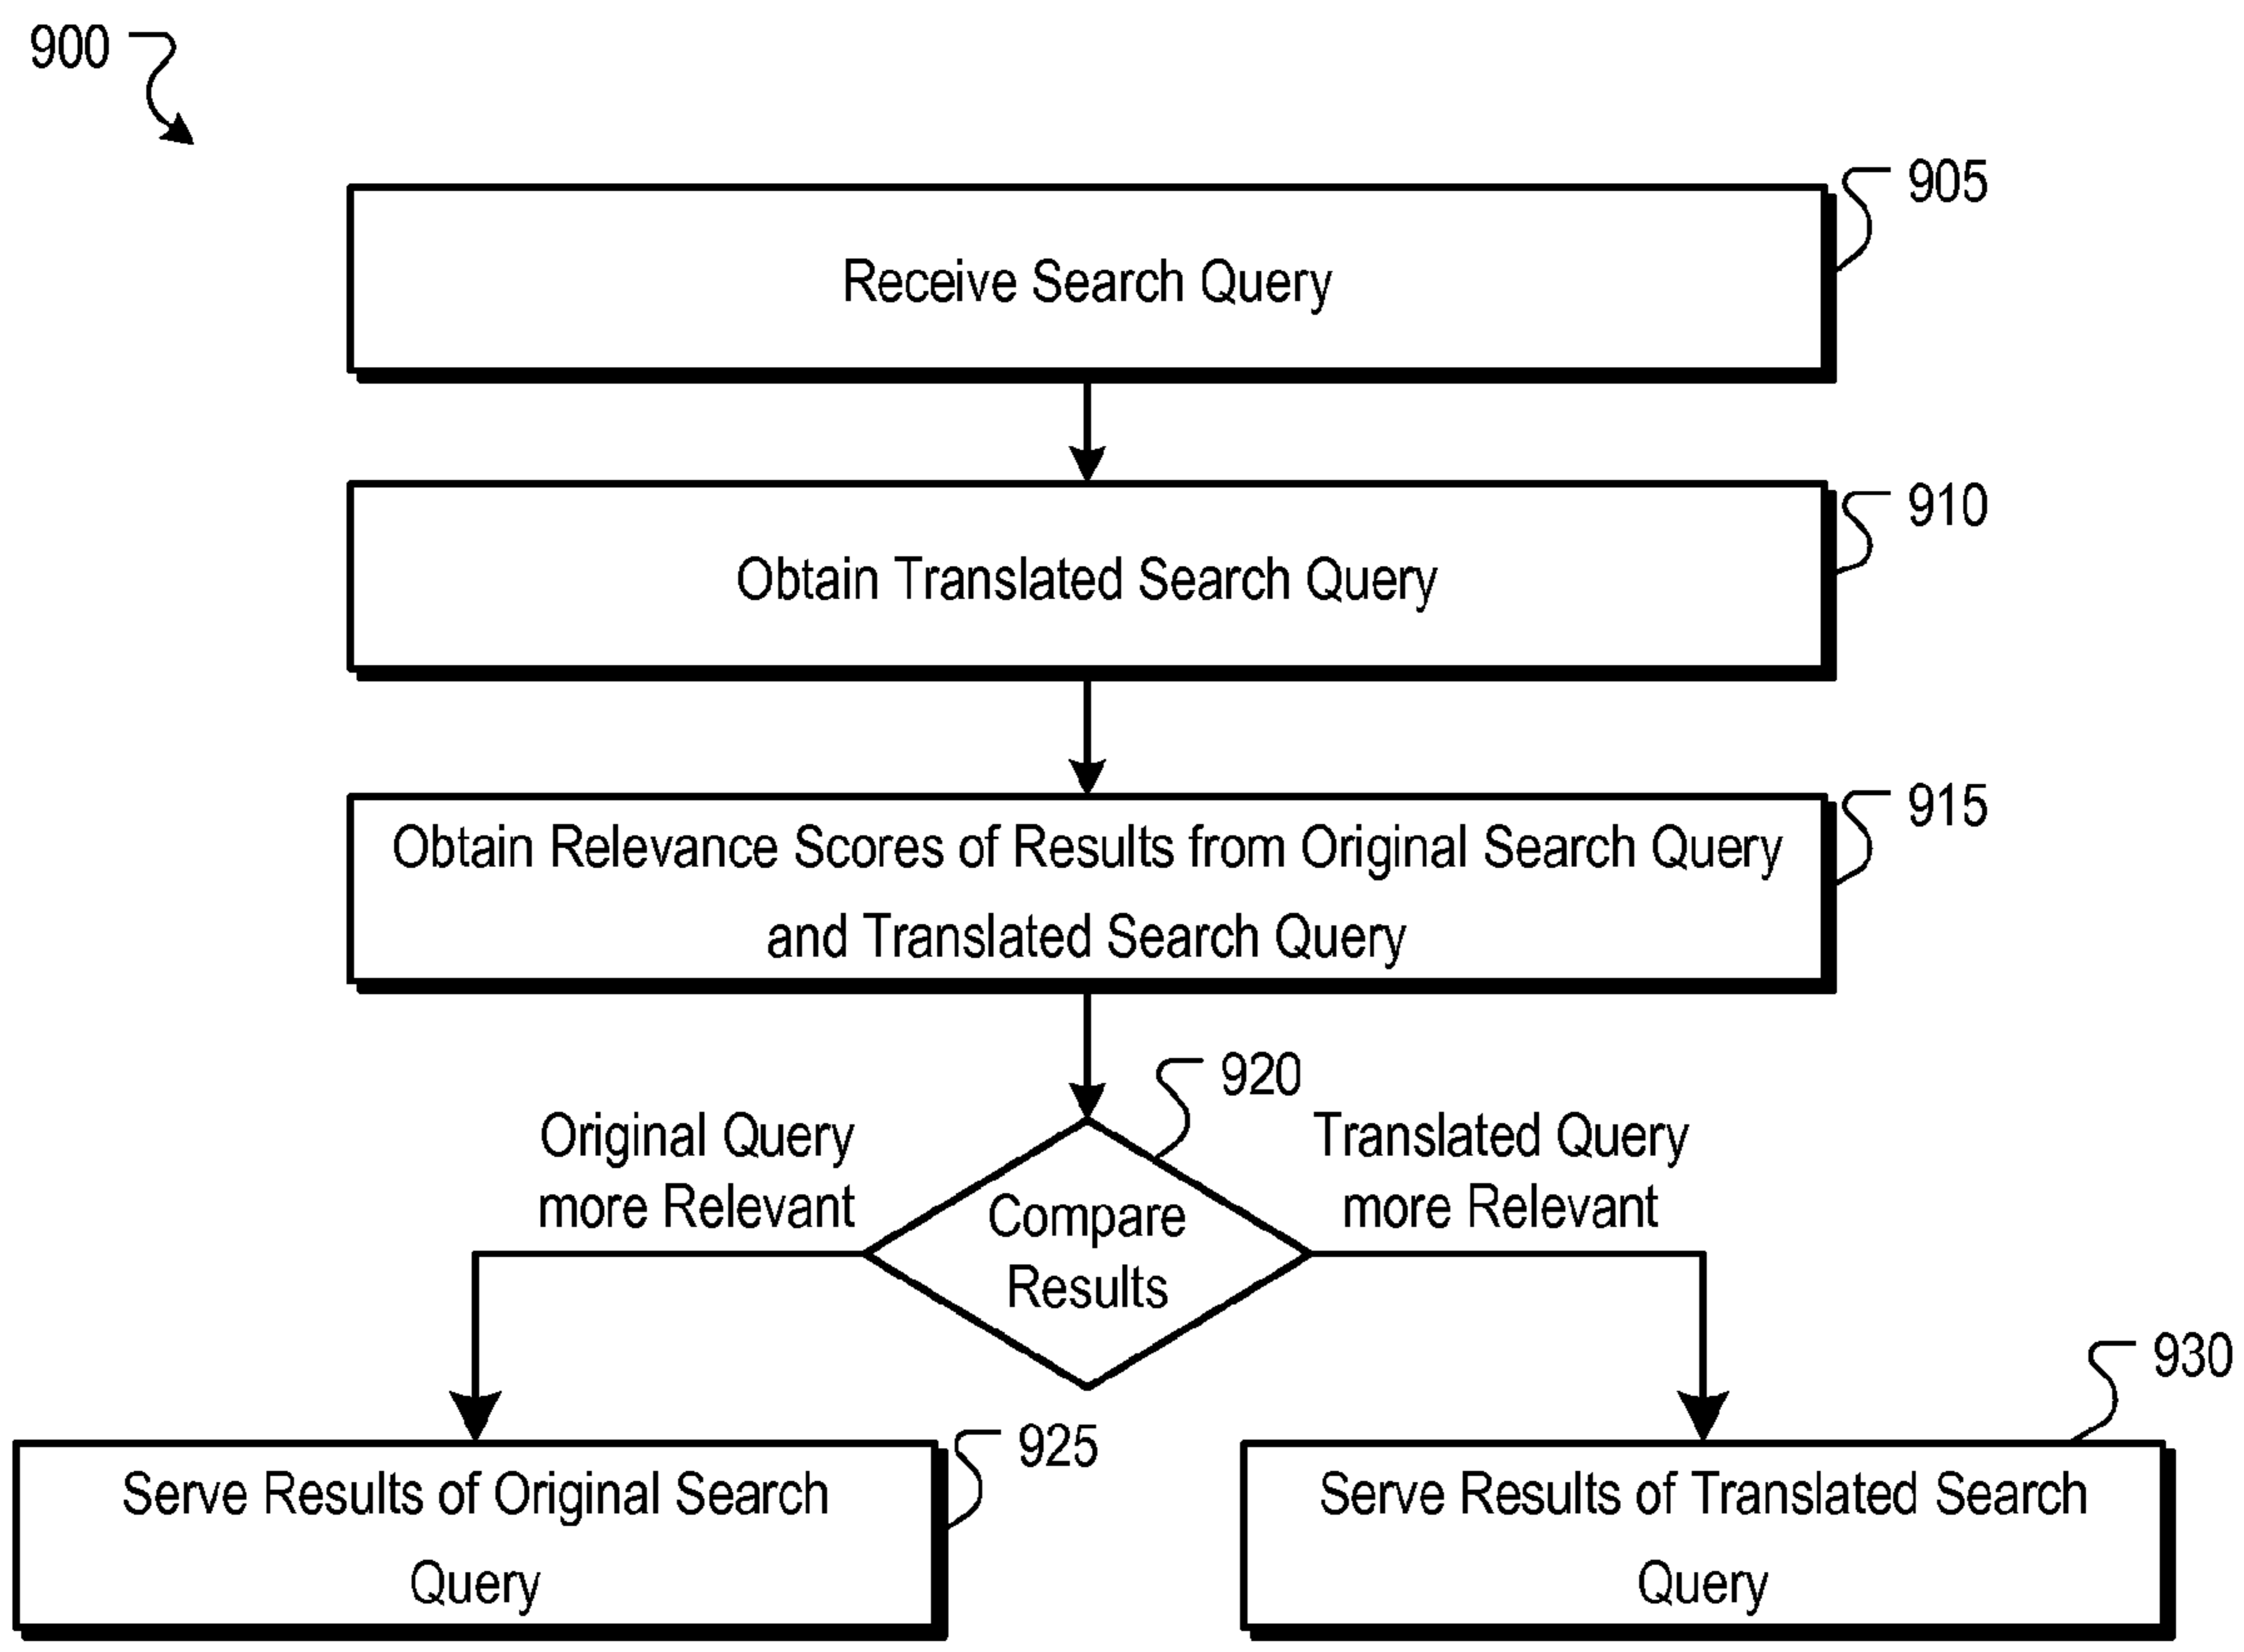 900
905
Receive Search Query
910
Obtain Translated Search Query
915
Obtain Relevance Scores of Results from Original Search Query
and Translated Search Query
920
Original Query
more Relevant
Compare
Results
Translated Query
more Relevant
925
Serve Results of Original Search
Query
930
Serve Results of Translated Search
Query